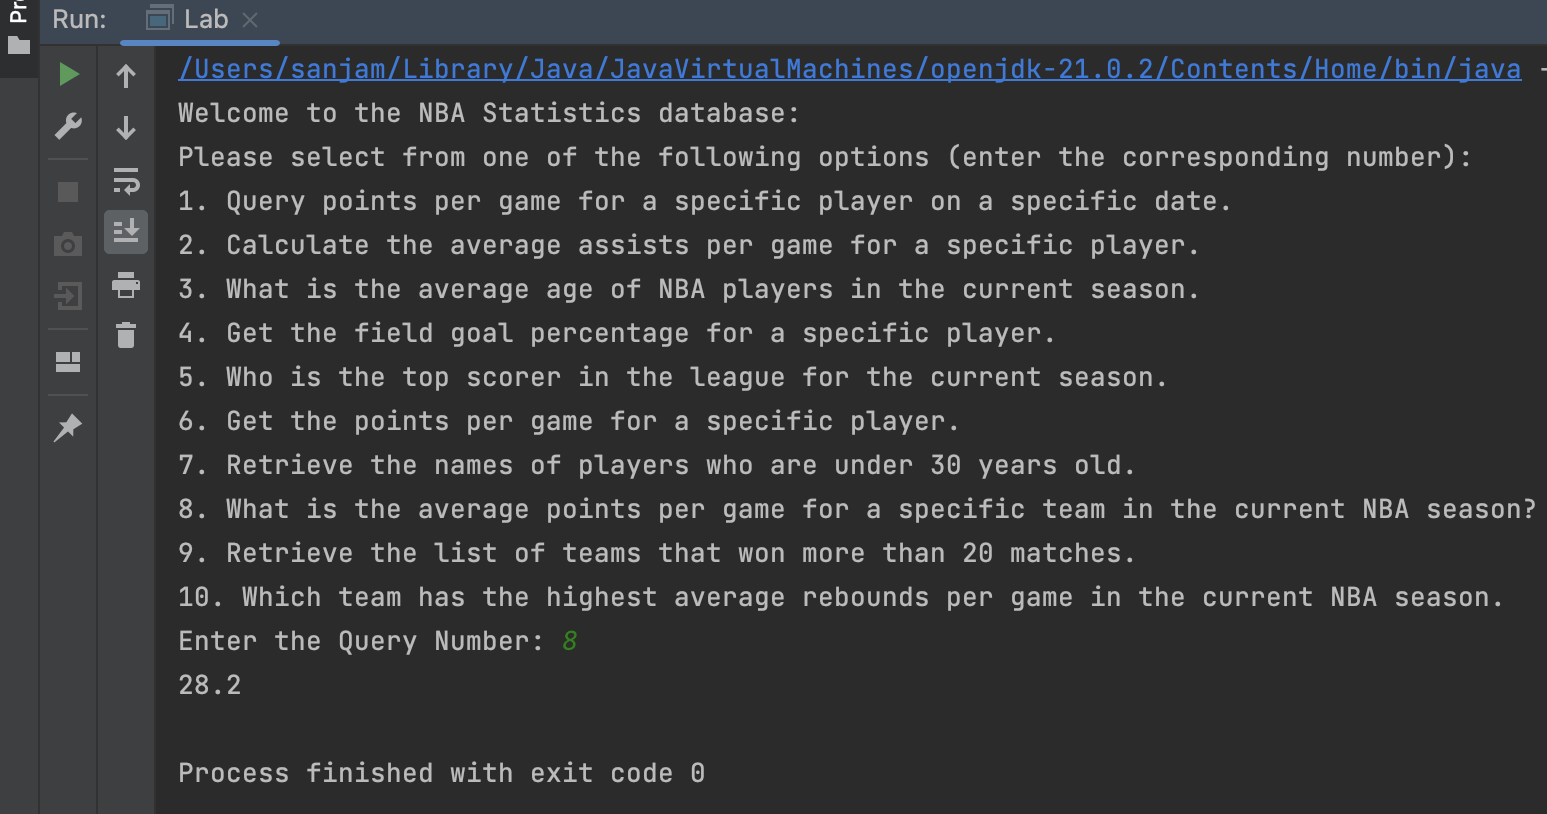 Pr
Run: Lab
/Users/sanjam/Library/Java/JavaVirtualMachines/openjdk-21.0.2/Contents/Home/bin/java -
Welcome to the NBA Statistics database:
Please select from one of the following options (enter the corresponding number):
1. Query points per game for a specific player on a specific date.
2. Calculate the average assists per game for a specific player.
3. What is the average age of NBA players in the current season.
4. Get the field goal percentage for a specific player.
5. Who is the top scorer in the league for the current season.
6. Get the points per game for a specific player.
7. Retrieve the names of players who are under 30 years old.
8. What is the average points per game for a specific team in the current NBA season?
9. Retrieve the list of teams that won more than 20 matches.
10. Which team has the highest average rebounds per game in the current NBA season.
Enter the Query Number: 8
28.2
Process finished with exit code 0